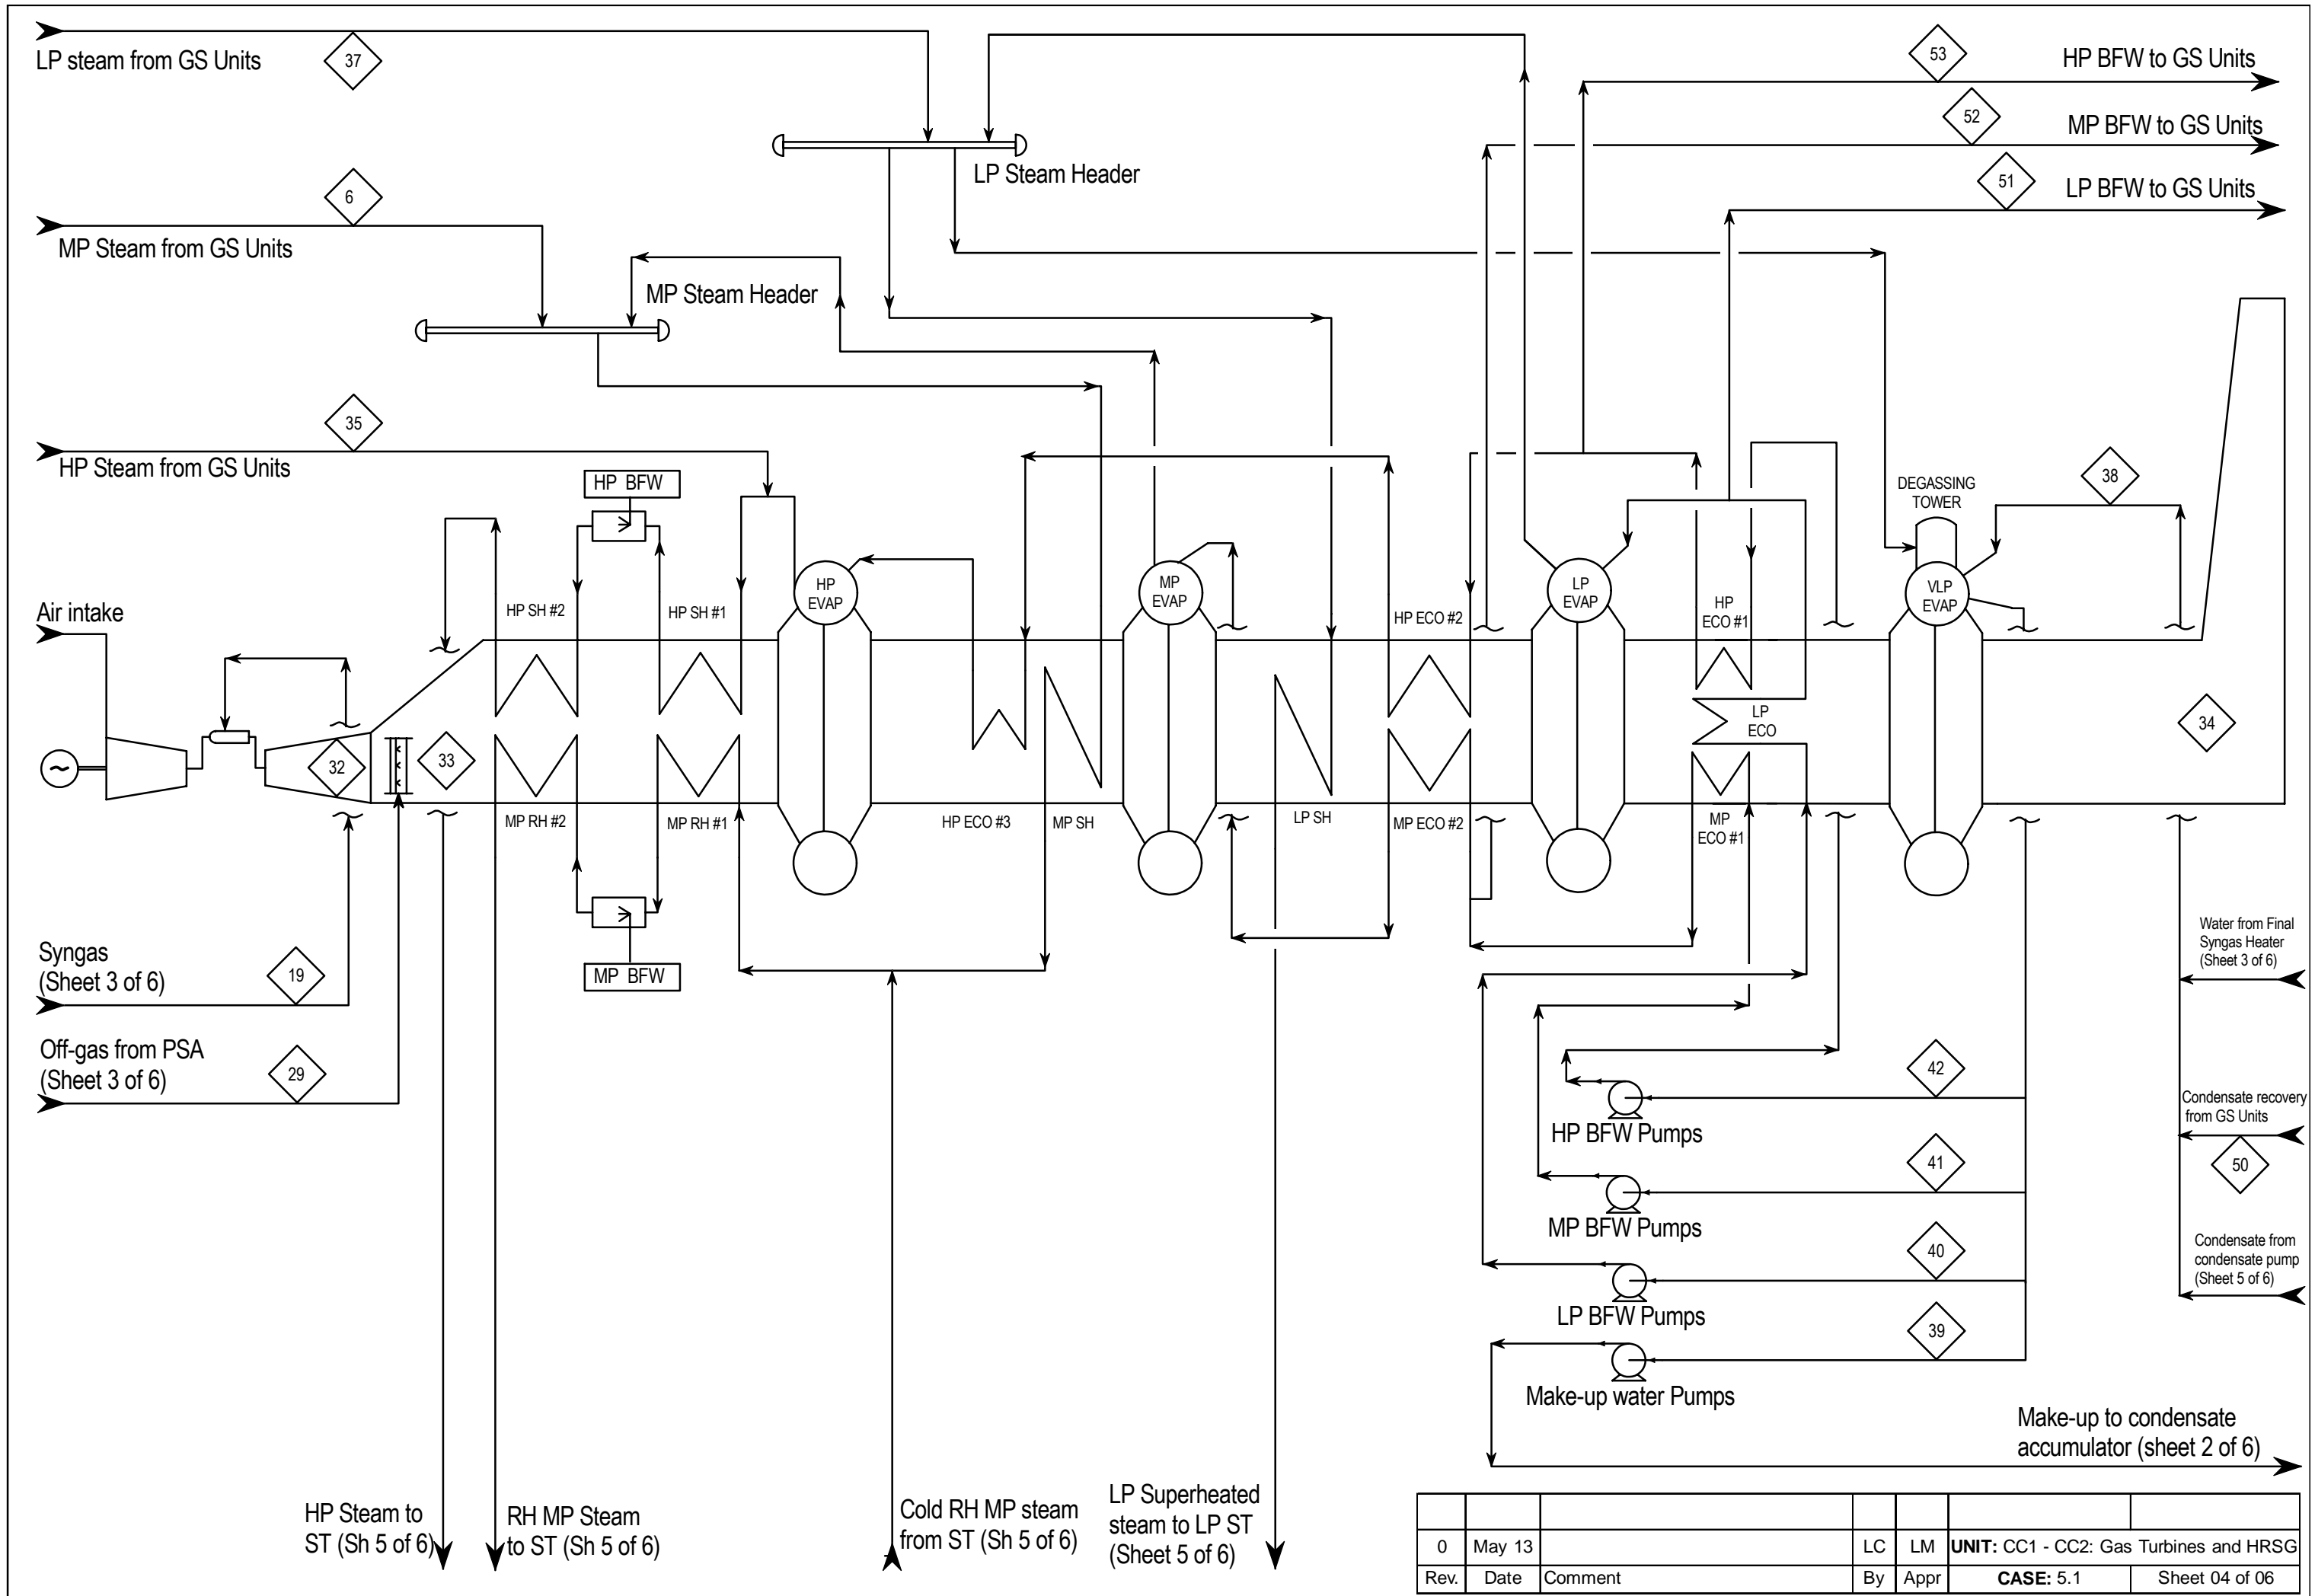 LP steam from GS Units
37
53
HP BFW to GS Units
52
MP BFW to GS Units
LP Steam Header
51
LP BFW to GS Units
6
MP Steam from GS Units
MP Steam Header
35
HP Steam from GS Units
HP BFW
38
DEGASSING
TOWER
Air intake
HP SH #2
HP SH #1
HP
EVAP
MP
EVAP
HP ECO #2
LP
EVAP
HP
ECO #1
VLP
EVAP
~
32
33
LP
ECO
34
MP RH #2
MP RH #1
HP ECO #3
MP SH
LP SH
MP ECO #2
MP
ECO #1
MP BFW
Syngas
(Sheet 3 of 6)
19
Off-gas from PSA
(Sheet 3 of 6)
29
Water from Final
Syngas Heater
(Sheet 3 of 6)
42
HP BFW Pumps
Condensate recovery
from GS Units
50
41
MP BFW Pumps
40
LP BFW Pumps
Condensate from
condensate pump
(Sheet 5 of 6)
39
Make-up water Pumps
Make-up to condensate
accumulator (sheet 2 of 6)
HP Steam to
ST (Sh 5 of 6)
RH MP Steam
to ST (Sh 5 of 6)
Cold RH MP steam
from ST (Sh 5 of 6)
LP Superheated
steam to LP ST
(Sheet 5 of 6)
0 May 13 LC LM UNIT: CC1 - CC2: Gas Turbines and HRSG
Rev. Date Comment By Appr CASE: 5.1 Sheet 04 of 06